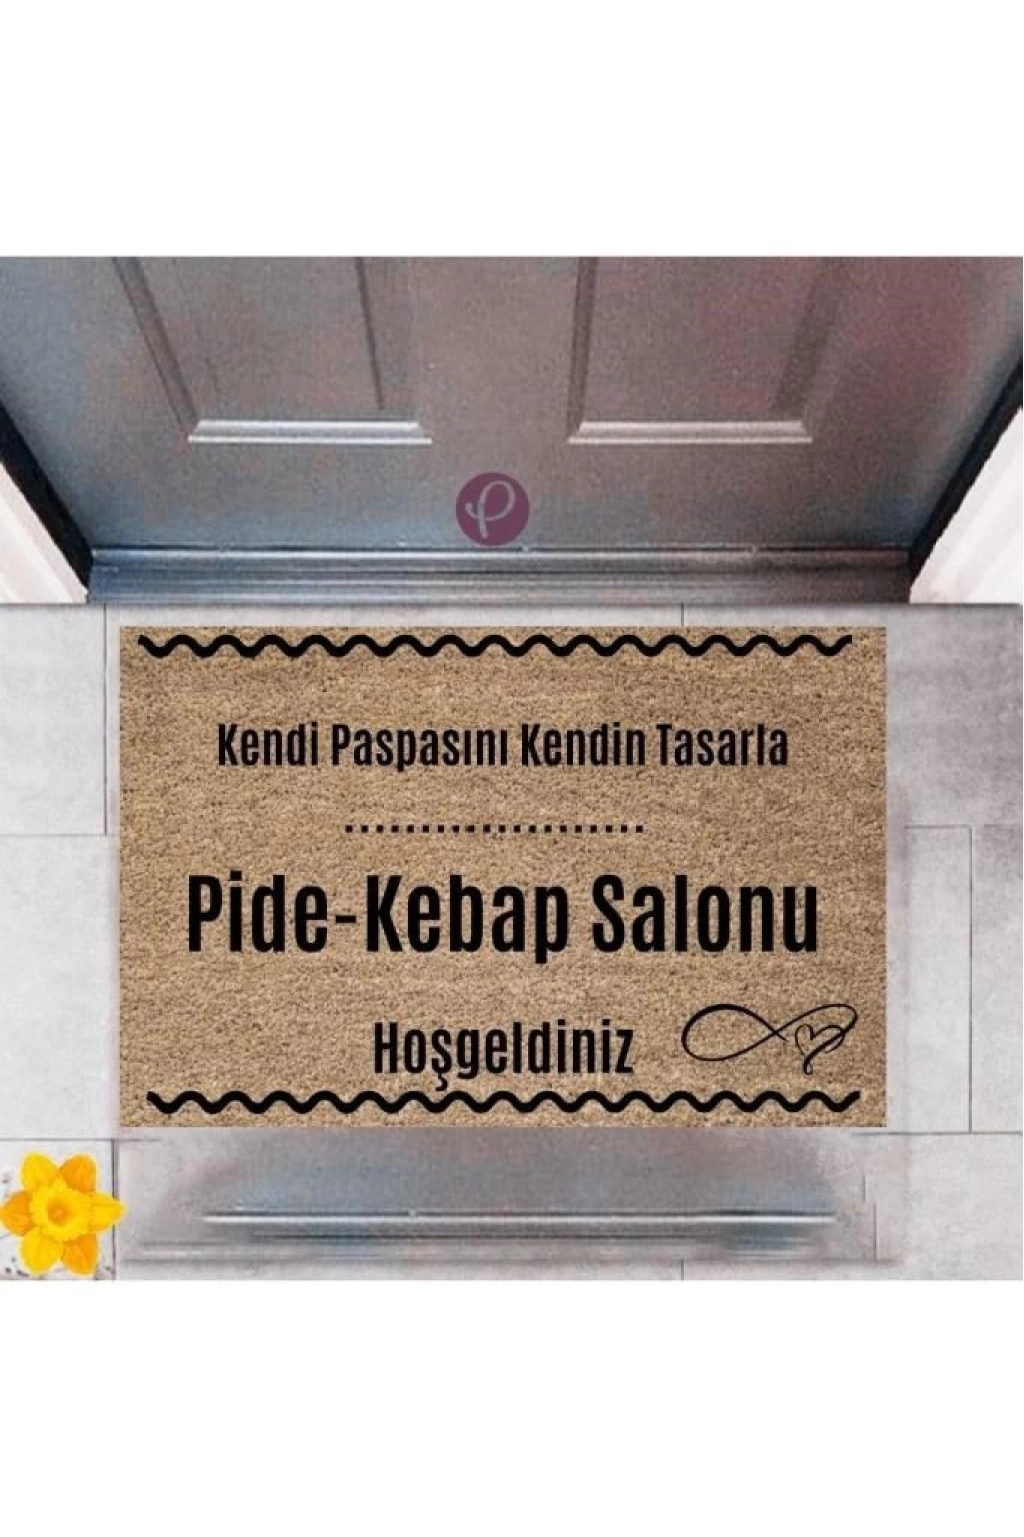 P
Kendi Paspasını Kendin Tasarla
....................
Pide-Kebap Salonu
Hoşgeldiniz